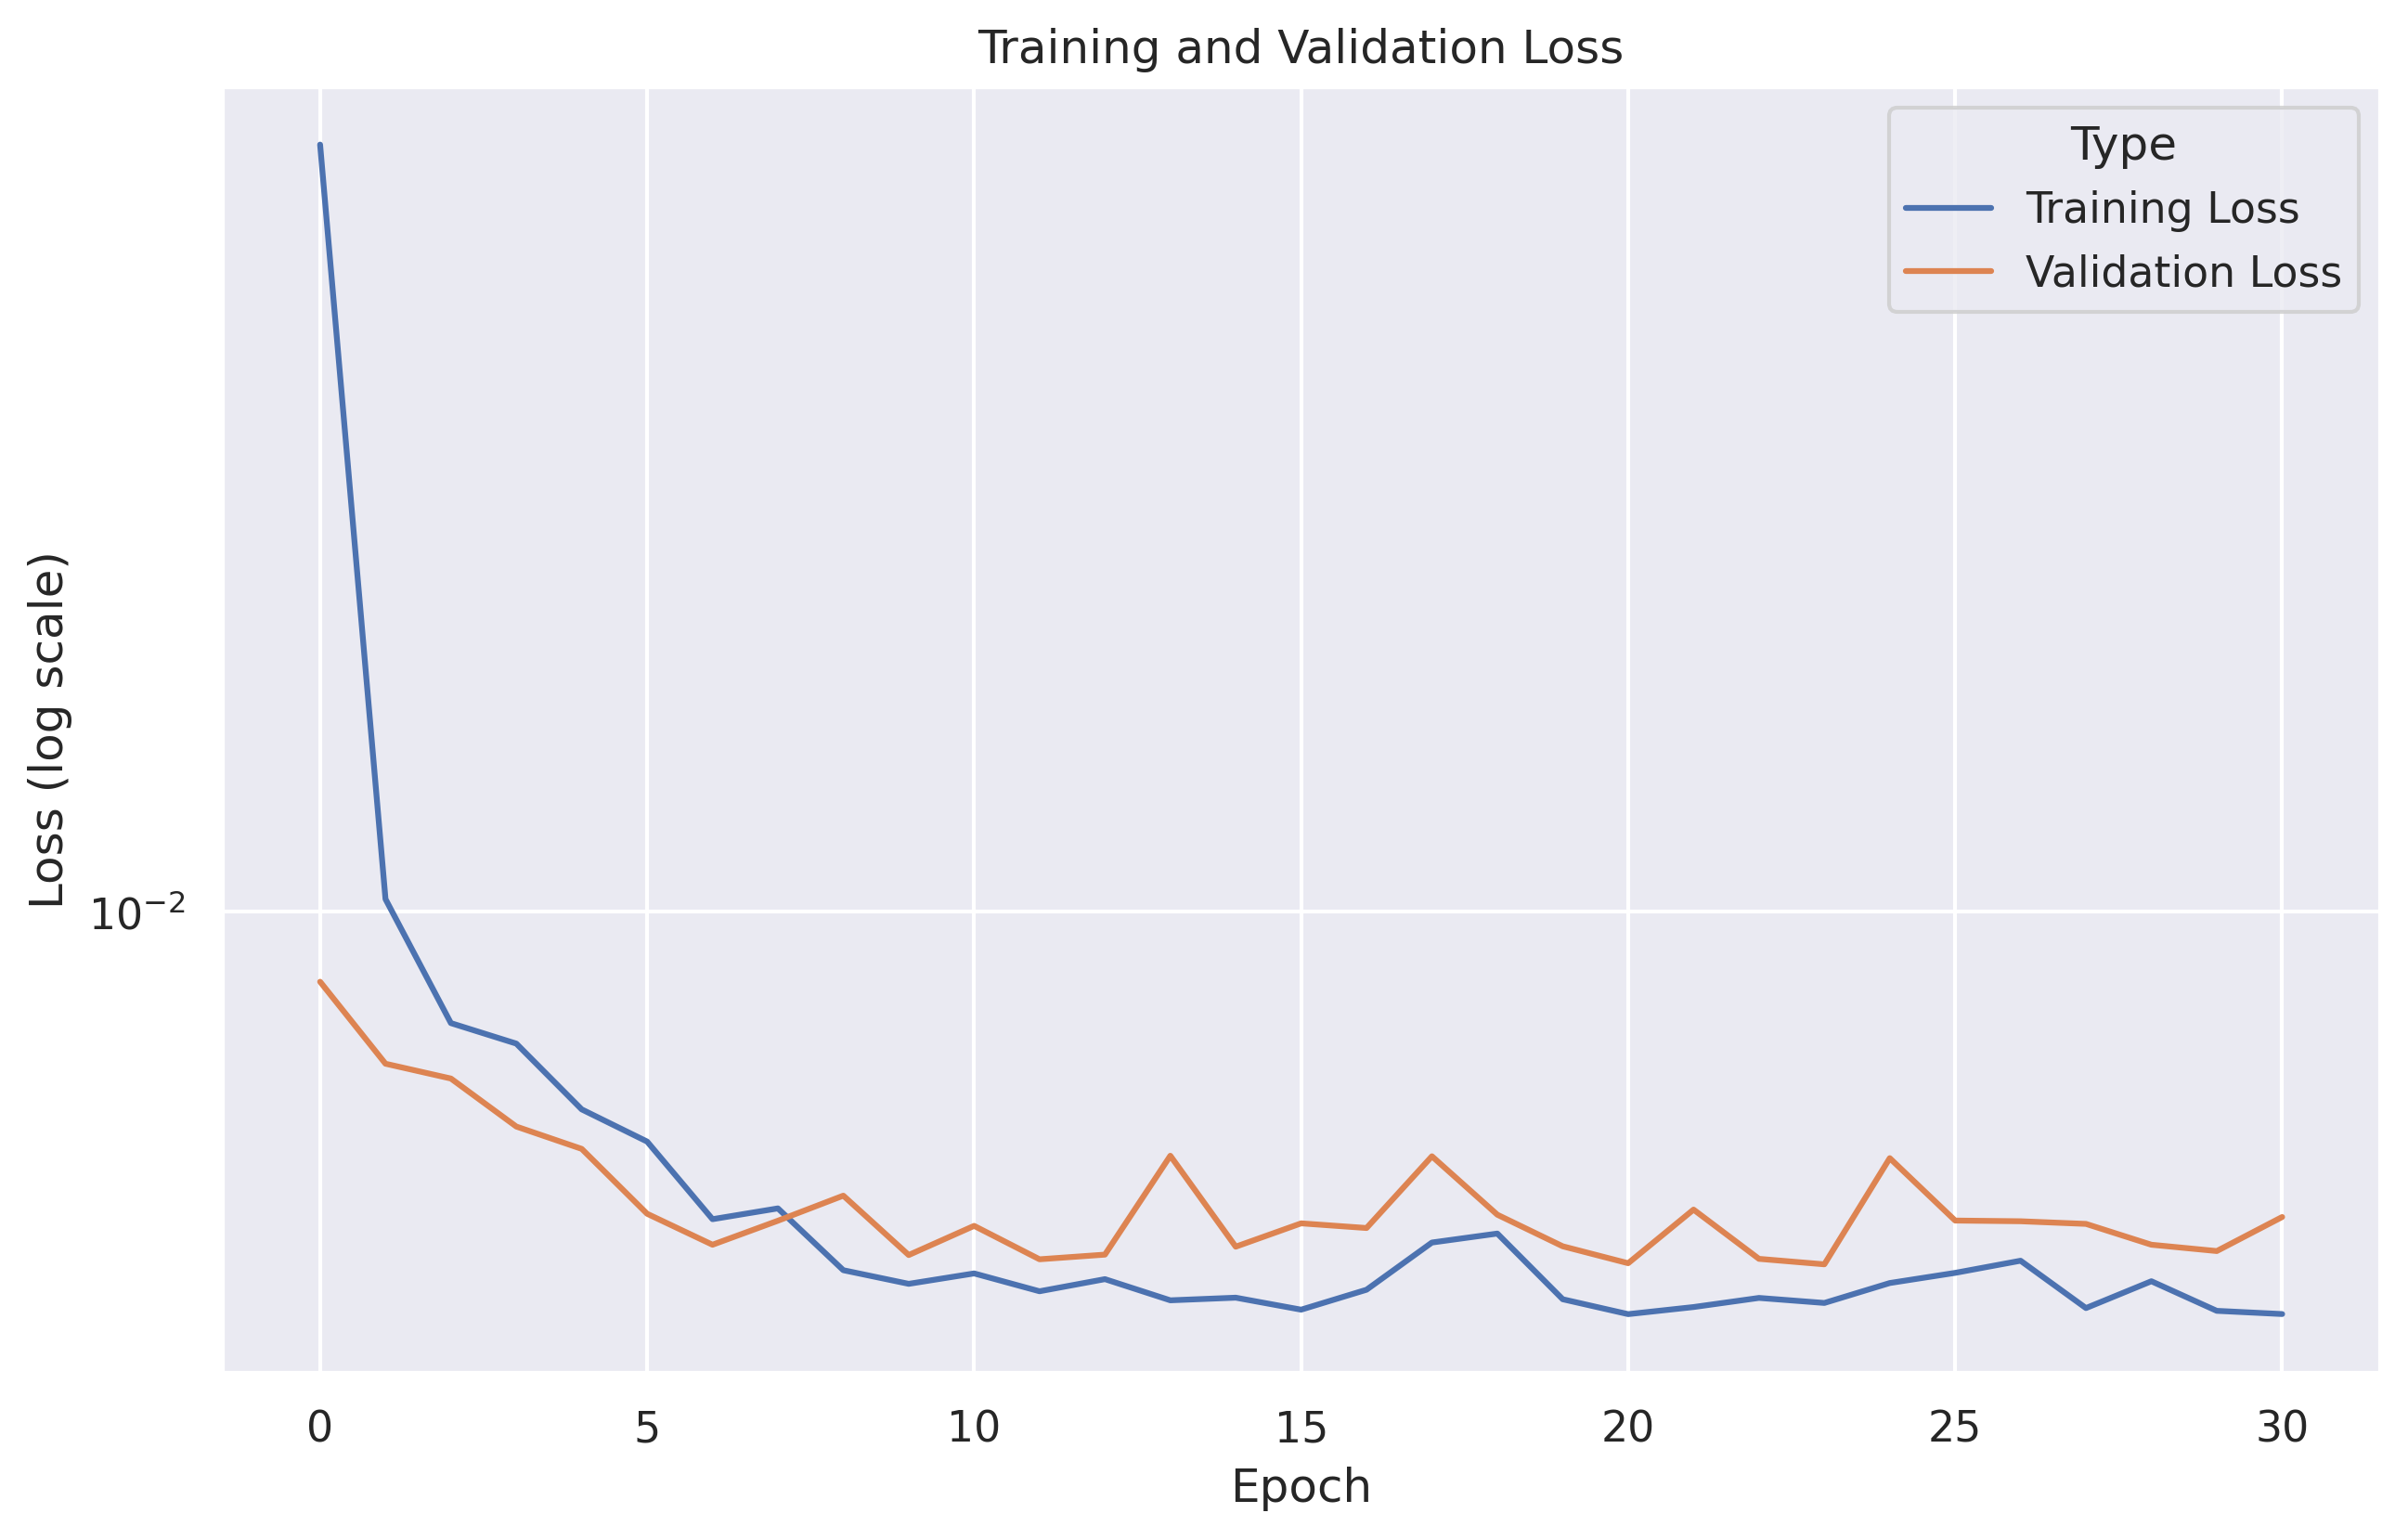 Training and Validation Loss
Type
Training Loss
Validation Loss
Loss (log scale)
10⁻²
0 5 10 15 20 25 30
Epoch